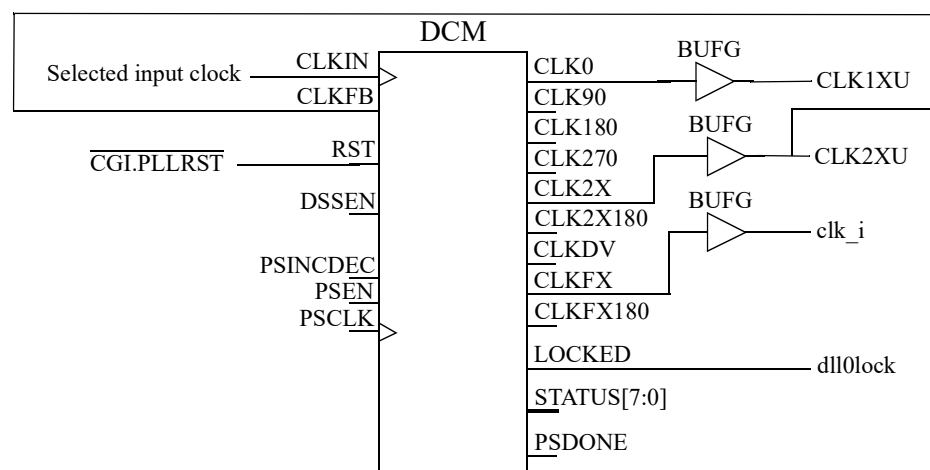 DCM
BUFG
Selected input clock
CLKIN
CLK0
CLK1XU
CLKFB
CLK90
CLK180
BUFG
CGI.PLLRST
RST
CLK270
CLK2XU
DSSEN
CLK2X
BUFG
CLK2X180
clk_i
CLKDV
PSINCDEC
CLKFX
PSEN
PSCLK
CLKFX180
LOCKED
dll0lock
STATUS[7:0]
PSDONE